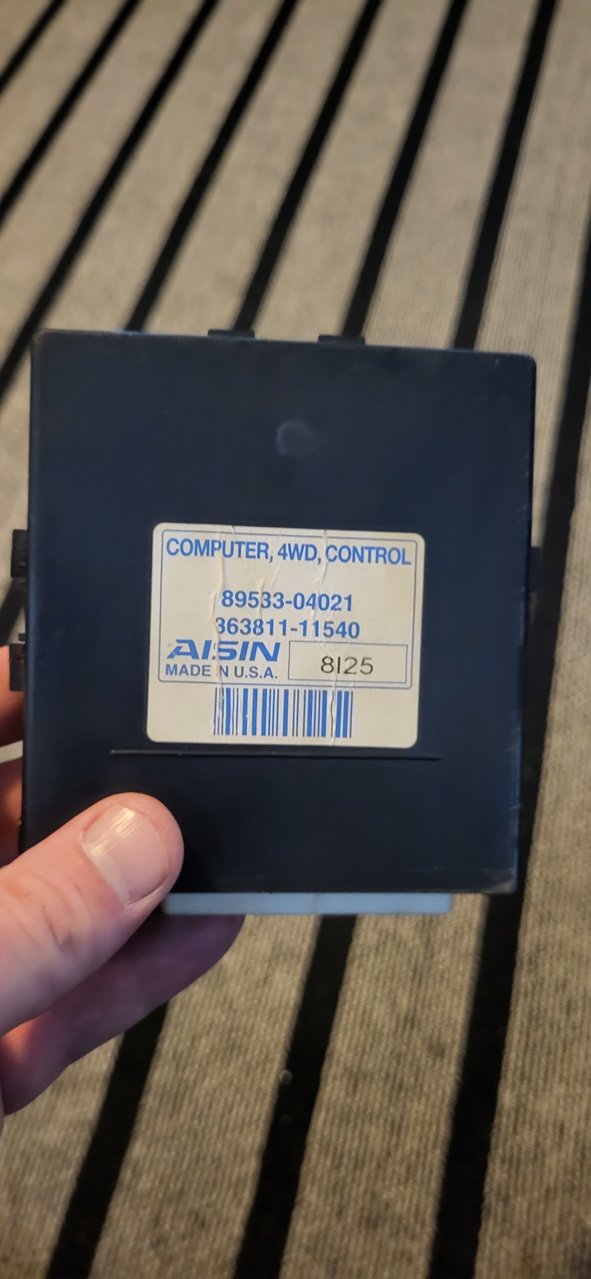 COMPUTER, 4WD, CONTROL
89533-04021
363811-11540
AISIN 8I25
MADE IN U.S.A.